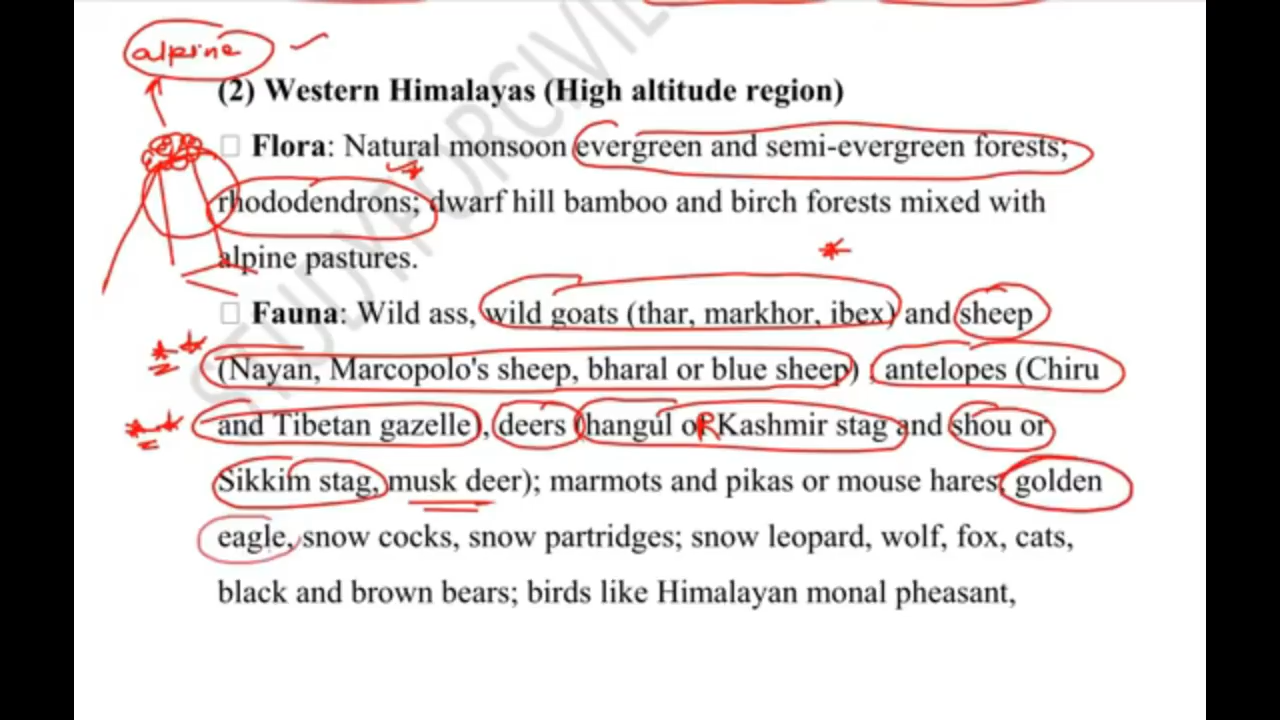 alpine
(2) Western Himalayas (High altitude region)
Flora: Natural monsoon evergreen and semi-evergreen forests;
rhododendrons; dwarf hill bamboo and birch forests mixed with
alpine pastures.
Fauna: Wild ass, wild goats (thar, markhor, ibex) and sheep
(Nayan, Marcopolo's sheep, bharal or blue sheep) ; antelopes (Chiru
and Tibetan gazelle), deers (hangul oR Kashmir stag and shou or
Sikkim stag, musk deer); marmots and pikas or mouse hares, golden
eagle, snow cocks, snow partridges; snow leopard, wolf, fox, cats,
black and brown bears; birds like Himalayan monal pheasant,
STUDYFORCIVIL